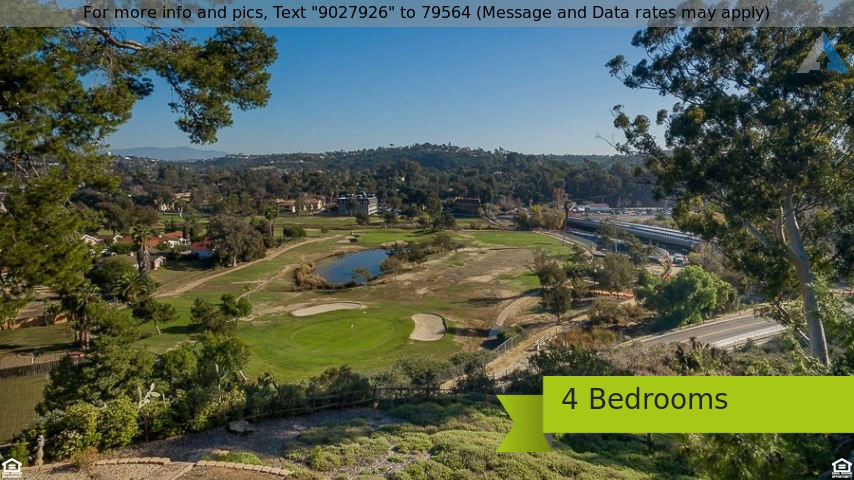 For more info and pics, Text "9027926" to 79564 (Message and Data rates may apply)
4 Bedrooms